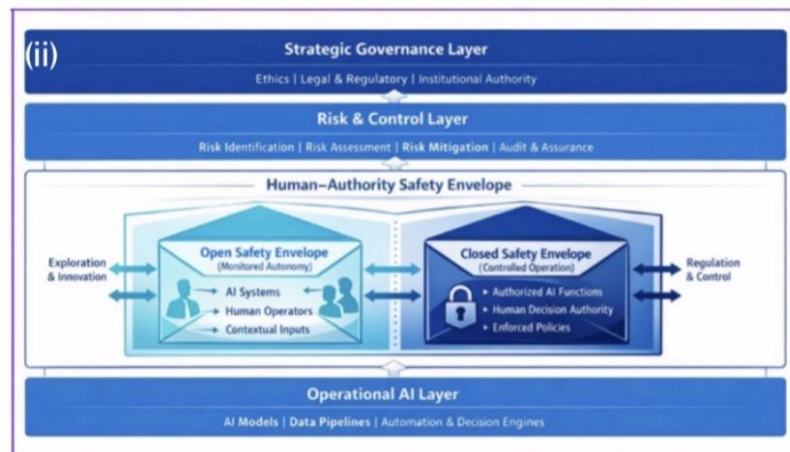 (ii)
Strategic Governance Layer
Ethics | Legal & Regulatory | Institutional Authority
Risk & Control Layer
Risk Identification | Risk Assessment | Risk Mitigation | Audit & Assurance
Human–Authority Safety Envelope
Exploration
& Innovation
Open Safety Envelope
(Monitored Autonomy)
AI Systems
Human Operators
Contextual Inputs
Closed Safety Envelope
(Controlled Operation)
Authorized AI Functions
Human Decision Authority
Enforced Policies
Regulation
& Control
Operational AI Layer
AI Models | Data Pipelines | Automation & Decision Engines